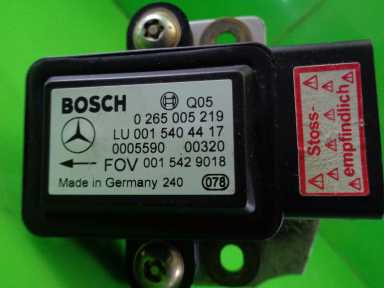 BOSCH Q05
0 265 005 219
LU 001 540 44 17
0005590 00320
FOV 001 542 9018
Made in Germany 240 078
Stoss-
empfindlich